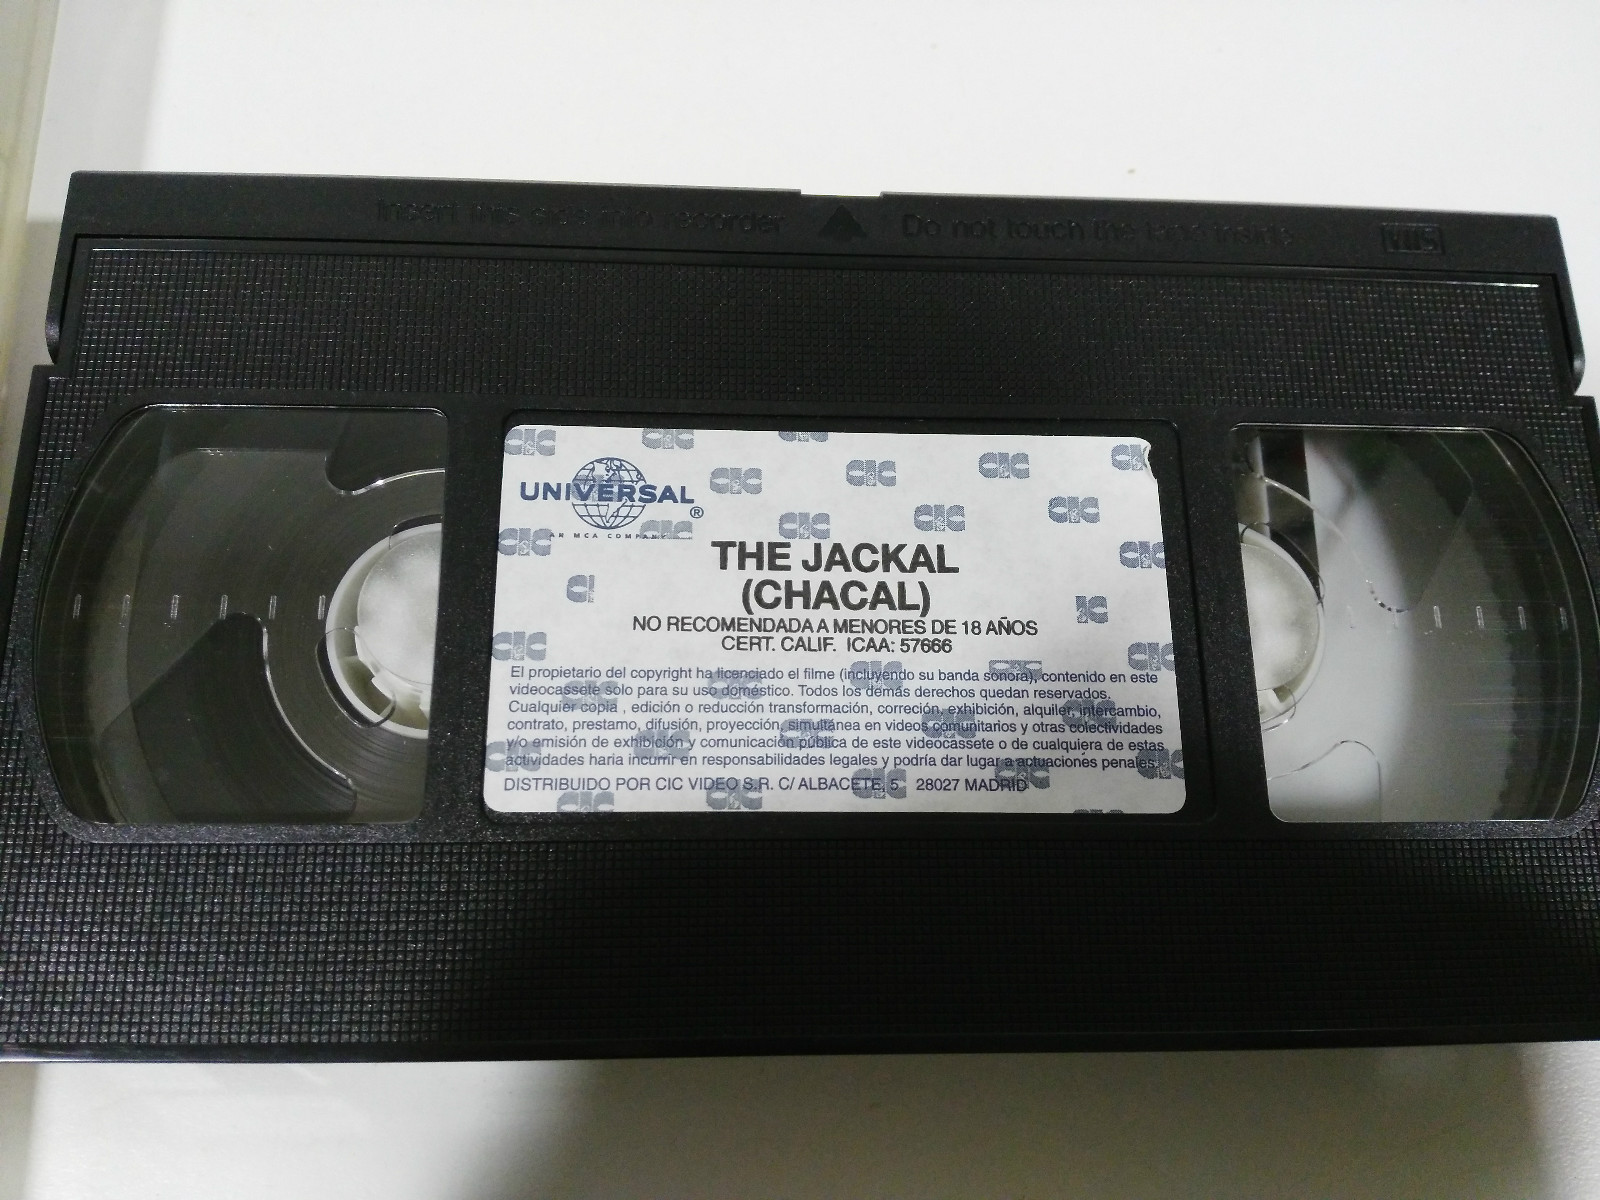 Insert this side into recorder ▲ Do not touch the tape inside VHS
UNIVERSAL®
AN MCA COMPANY
THE JACKAL
(CHACAL)
NO RECOMENDADA A MENORES DE 18 AÑOS
CERT. CALIF. ICAA: 57666
El propietario del copyright ha licenciado el filme (incluyendo su banda sonora), contenido en este
videocassete solo para su uso doméstico. Todos los demás derechos quedan reservados.
Cualquier copia , edición o reducción transformación, correción, exhibición, alquiler, intercambio,
contrato, prestamo, difusión, proyección, simultánea en videos comunitarios y otras colectividades
y/o emisión de exhibición y comunicación pública de este videocassete o de cualquiera de estas
actividades haria incurrir en responsabilidades legales y podría dar lugar a actuaciones penales.
DISTRIBUIDO POR CIC VIDEO S.R. C/ ALBACETE, 5 28027 MADRID